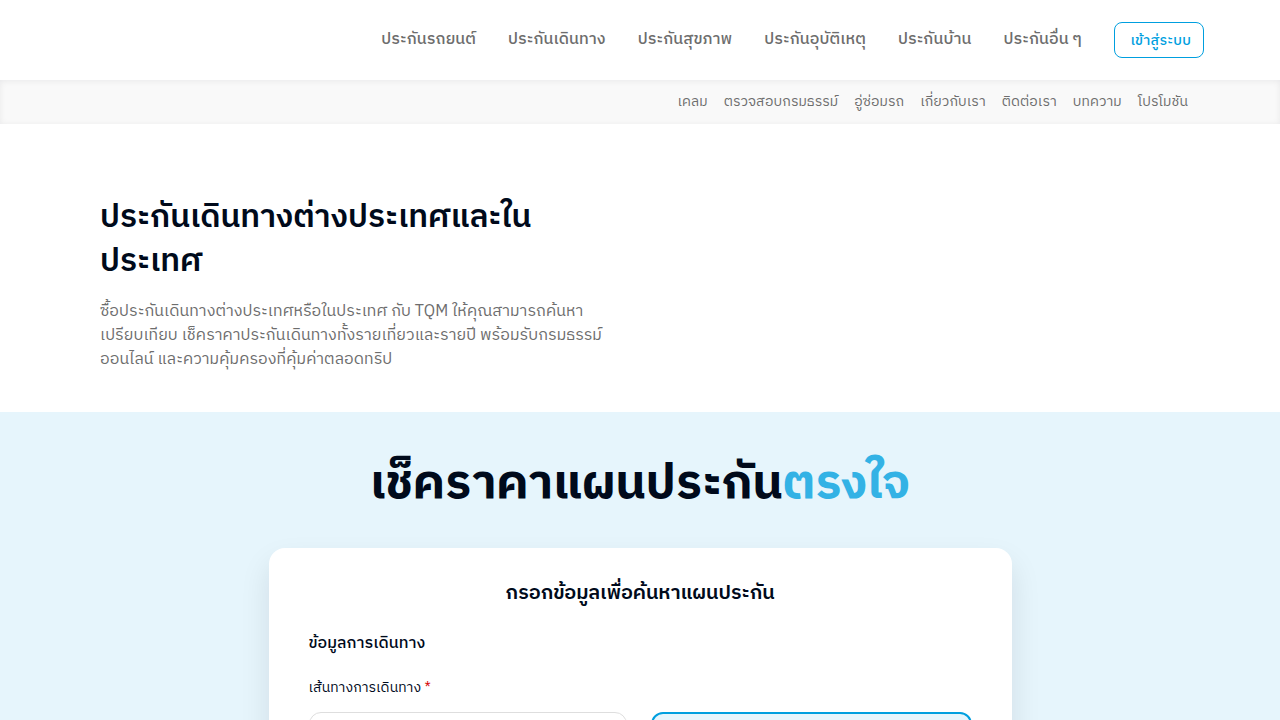 ประกันรถยนต์ ประกันเดินทาง ประกันสุขภาพ ประกันอุบัติเหตุ ประกันบ้าน ประกันอื่น ๆ เข้าสู่ระบบ
เคลม ตรวจสอบกรมธรรม์ อู่ซ่อมรถ เกี่ยวกับเรา ติดต่อเรา บทความ โปรโมชัน
ประกันเดินทางต่างประเทศและใน
ประเทศ
ซื้อประกันเดินทางต่างประเทศหรือในประเทศ กับ TQM ให้คุณสามารถค้นหา
เปรียบเทียบ เช็คราคาประกันเดินทางทั้งรายเที่ยวและรายปี พร้อมรับกรมธรรม์
ออนไลน์ และความคุ้มครองที่คุ้มค่าตลอดทริป
เช็คราคาแผนประกันตรงใจ
กรอกข้อมูลเพื่อค้นหาแผนประกัน
ข้อมูลการเดินทาง
เส้นทางการเดินทาง *